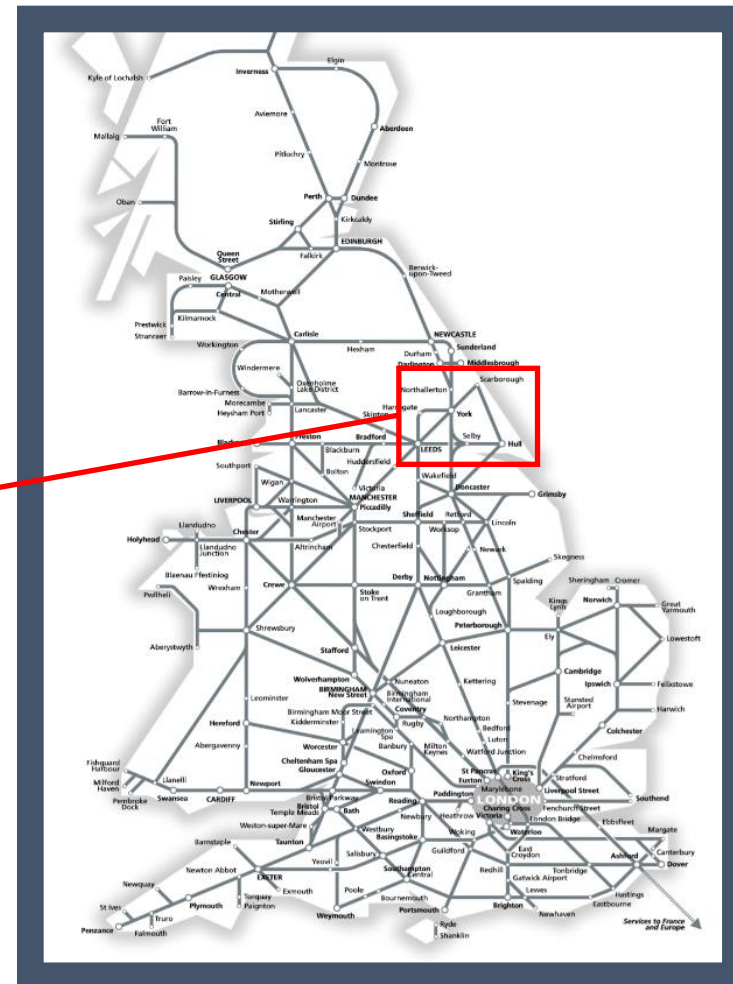 Elgin
Inverness
Kyle of Lochalsh
Aviemore
Fort
William
Aberdeen
Mallaig
Pitlochry
Montrose
Perth
Dundee
Oban
Kirkcaldy
Stirling
EDINBURGH
Queen
Street
Falkirk
Berwick-
upon-Tweed
Paisley
GLASGOW
Central
Motherwell
Kilmarnock
Prestwick
Stranraer
Carlisle
NEWCASTLE
Workington
Hexham
Sunderland
Durham
Darlington
Middlesbrough
Windermere
Scarborough
Oxenholme
Lake District
Northallerton
Barrow-in-Furness
Morecambe
Heysham Port
Lancaster
Harrogate
Skipton
York
Preston
Bradford
LEEDS
Selby
Hull
Blackburn
Southport
Bolton
Huddersfield
Wakefield
Wigan
Victoria
MANCHESTER
Piccadilly
Doncaster
Grimsby
LIVERPOOL
Warrington
Manchester
Airport
Sheffield
Retford
Lincoln
Llandudno
Stockport
Worksop
Holyhead
Chester
Llandudno
Junction
Altrincham
Chesterfield
Newark
Skegness
Blaenau Ffestiniog
Wrexham
Crewe
Stoke
on Trent
Derby
Nottingham
Grantham
Spalding
Sheringham
Cromer
Pwllheli
Kings
Lynn
Norwich
Great
Yarmouth
Loughborough
Peterborough
Shrewsbury
Ely
Lowestoft
Aberystwyth
Stafford
Leicester
Wolverhampton
Nuneaton
Kettering
Cambridge
BIRMINGHAM
New Street
Birmingham
International
Ipswich
Felixstowe
Leominster
Coventry
Stevenage
Stansted
Airport
Harwich
Birmingham Moor Street
Kidderminster
Rugby
Northampton
Hereford
Leamington
Spa
Bedford
Colchester
Worcester
Banbury
Milton
Keynes
Luton
Abergavenny
Watford Junction
Chelmsford
Cheltenham Spa
Gloucester
Fishguard
Harbour
Oxford
St Pancras
Euston
King's
Cross
Stratford
Milford
Haven
Llanelli
Swindon
Marylebone
Liverpool Street
Pembroke
Dock
Swansea
CARDIFF
Newport
Bristol Parkway
Reading
Paddington
LONDON
Southend
Bristol
Temple Meads
Bath
Newbury
Heathrow
Charing Cross
Victoria
Fenchurch Street
London Bridge
Ebbsfleet
Weston-super-Mare
Westbury
Basingstoke
Woking
Waterloo
Margate
Barnstaple
Taunton
Salisbury
Guildford
East
Croydon
Canterbury
Newton Abbot
Yeovil
Southampton
Central
Redhill
Tonbridge
Ashford
Dover
Newquay
EXETER
Gatwick Airport
Exmouth
Poole
Lewes
Hastings
St Ives
Plymouth
Torquay
Paignton
Bournemouth
Eastbourne
Truro
Weymouth
Portsmouth
Brighton
Newhaven
Penzance
Falmouth
Ryde
Shanklin
Services to France
and Europe